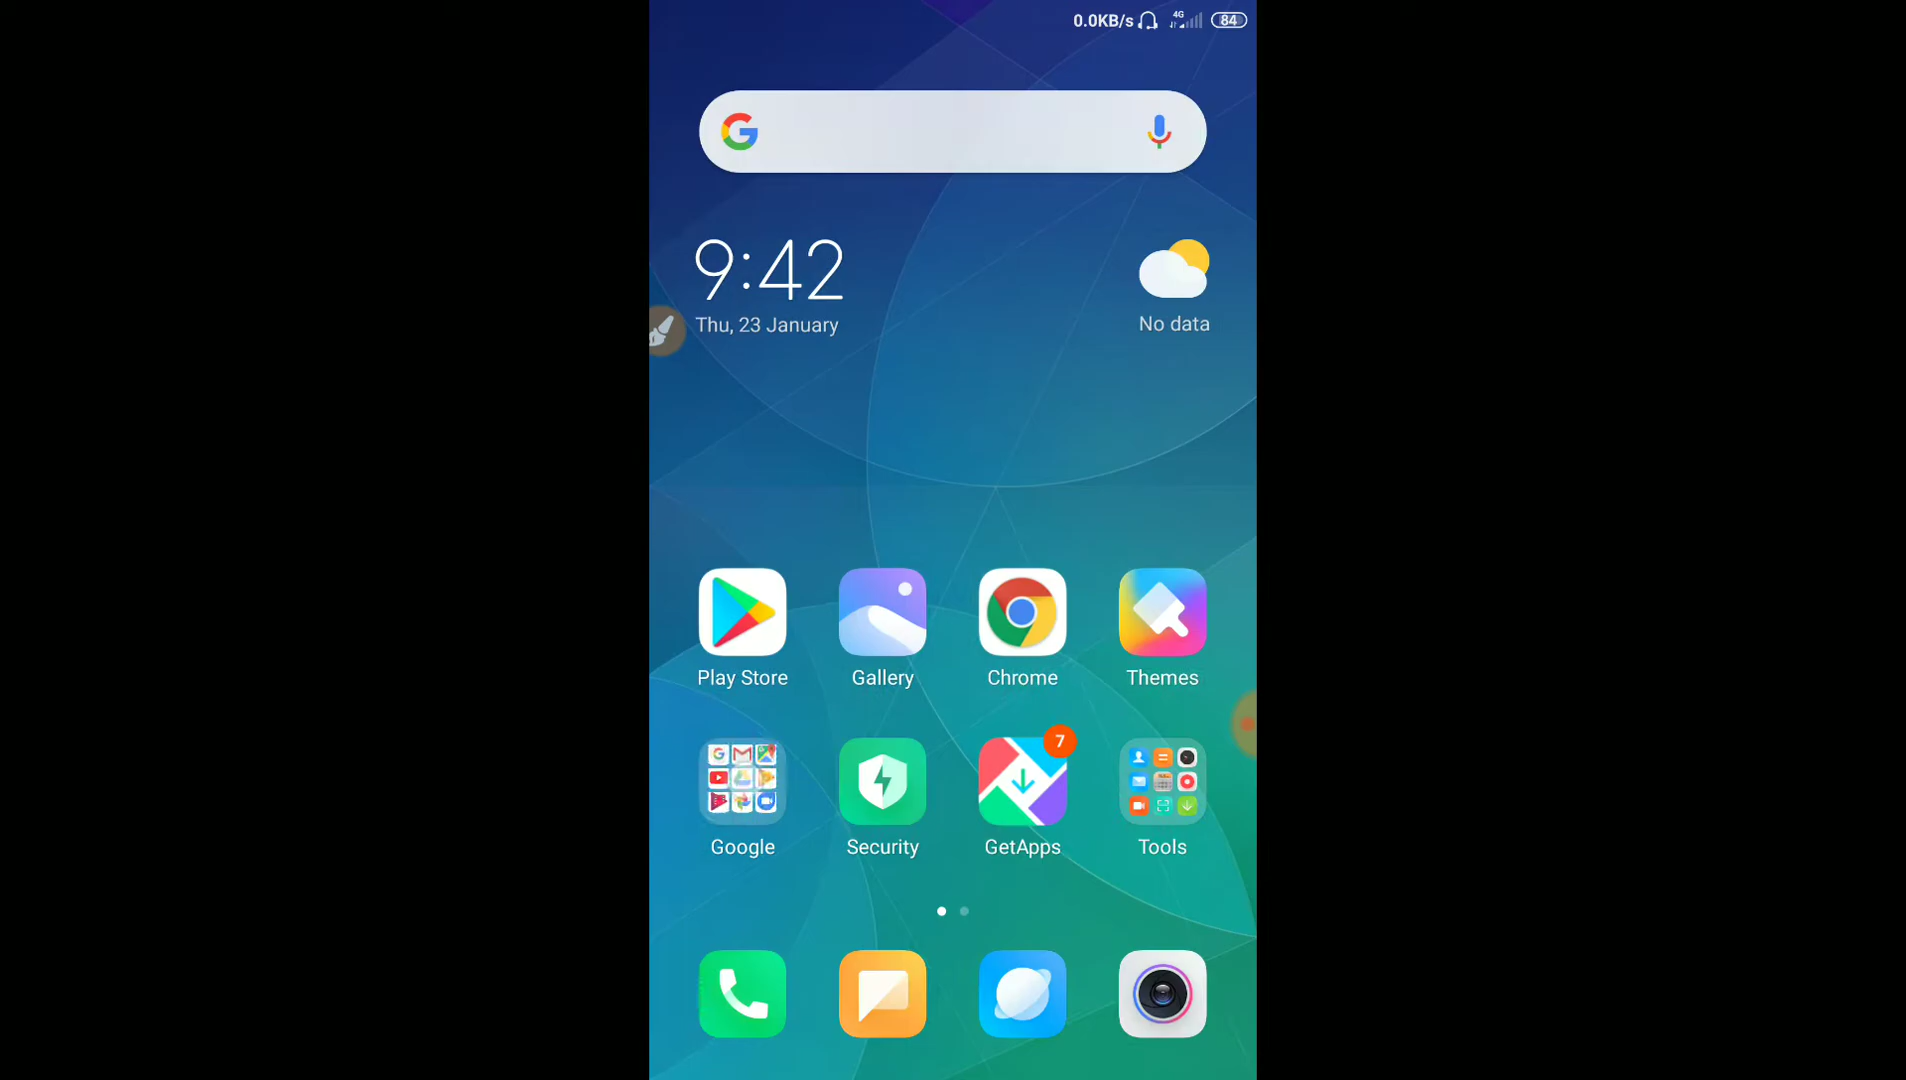 0.0KB/s 4G 84
9:42
Thu, 23 January
No data
Play Store Gallery Chrome Themes
7
Google Security GetApps Tools